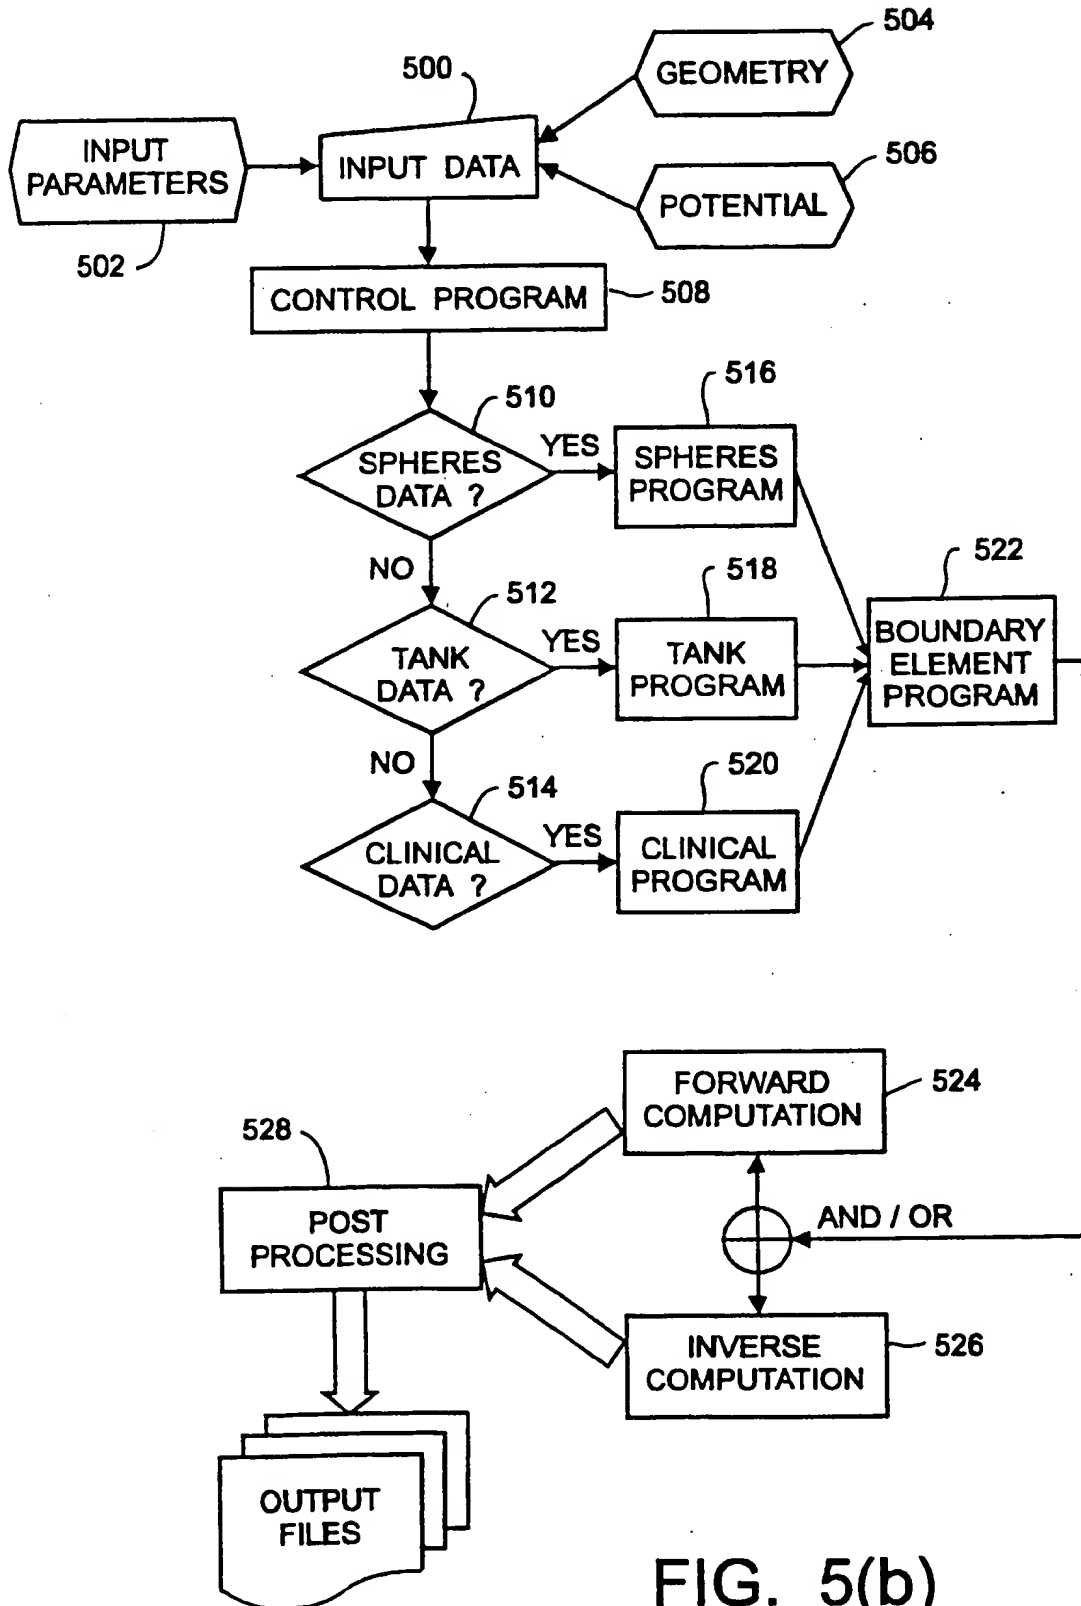 504
GEOMETRY
500
INPUT
PARAMETERS
INPUT DATA
506
POTENTIAL
502
CONTROL PROGRAM
508
510
516
SPHERES
DATA ?
YES
SPHERES
PROGRAM
NO
512
518
522
TANK
DATA ?
YES
TANK
PROGRAM
BOUNDARY
ELEMENT
PROGRAM
NO
514
520
CLINICAL
DATA ?
YES
CLINICAL
PROGRAM
FORWARD
COMPUTATION
524
528
POST
PROCESSING
AND / OR
INVERSE
COMPUTATION
526
OUTPUT
FILES
FIG. 5(b)